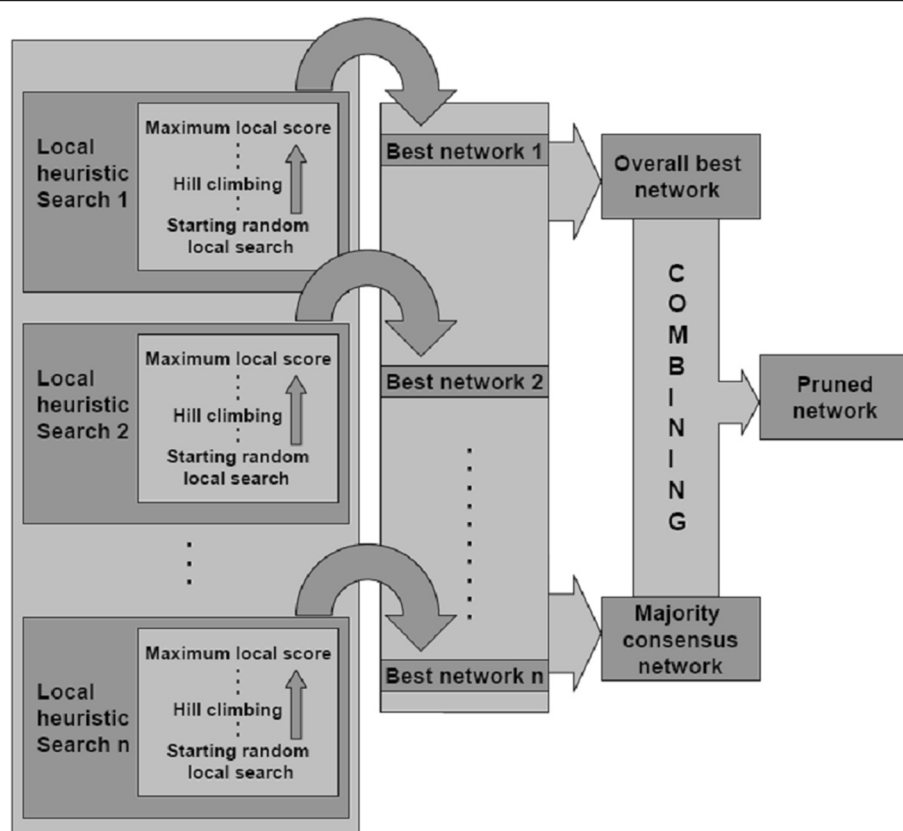 Local
heuristic
Search 1
Maximum local score
Hill climbing
Starting random
local search
Local
heuristic
Search 2
Maximum local score
Hill climbing
Starting random
local search
Local
heuristic
Search n
Maximum local score
Hill climbing
Starting random
local search
Best network 1
Best network 2
Best network n
Overall best
network
COMBINING
Majority
consensus
network
Pruned
network